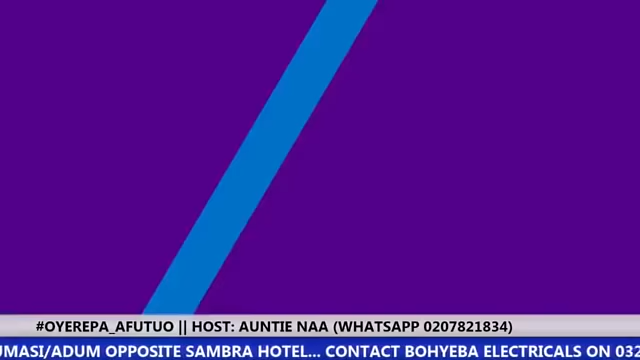 #OYEREPA_AFUTUO || HOST: AUNTIE NAA (WHATSAPP 0207821834)
UMASI/ADUM OPPOSITE SAMBRA HOTEL... CONTACT BOHYEBA ELECTRICALS ON 032